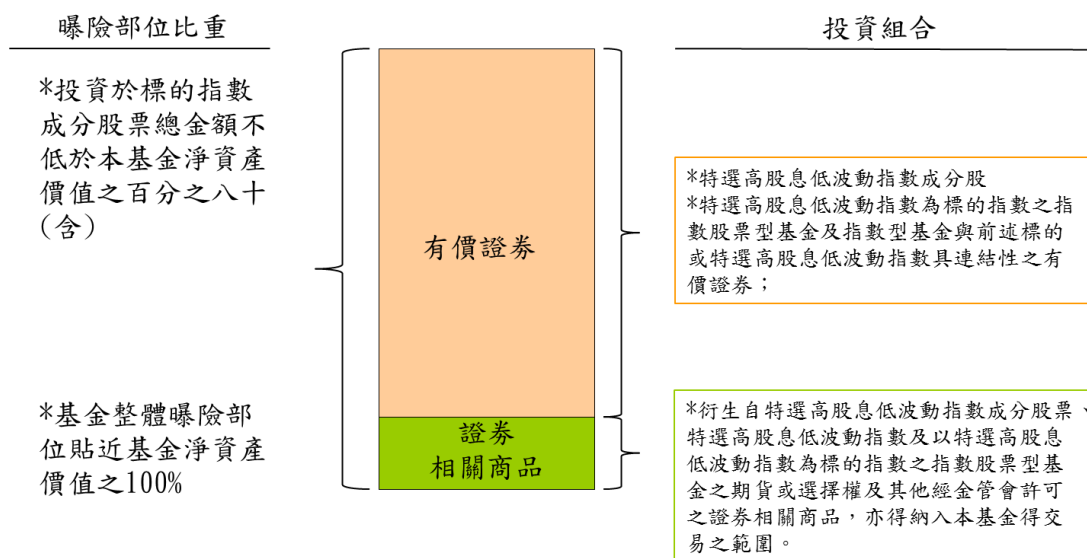 曝險部位比重
*投資於標的指數
成分股票總金額不
低於本基金淨資產
價值之百分之八十
(含)
*基金整體曝險部
位貼近基金淨資產
價值之100%
有價證券
證券
相關商品
投資組合
*特選高股息低波動指數成分股
*特選高股息低波動指數為標的指數之指
數股票型基金及指數型基金與前述標的
或特選高股息低波動指數具連結性之有
價證券；
*衍生自特選高股息低波動指數成分股票、
特選高股息低波動指數及以特選高股息
低波動指數為標的指數之指數股票型基
金之期貨或選擇權及其他經金管會許可
之證券相關商品，亦得納入本基金得交
易之範圍。